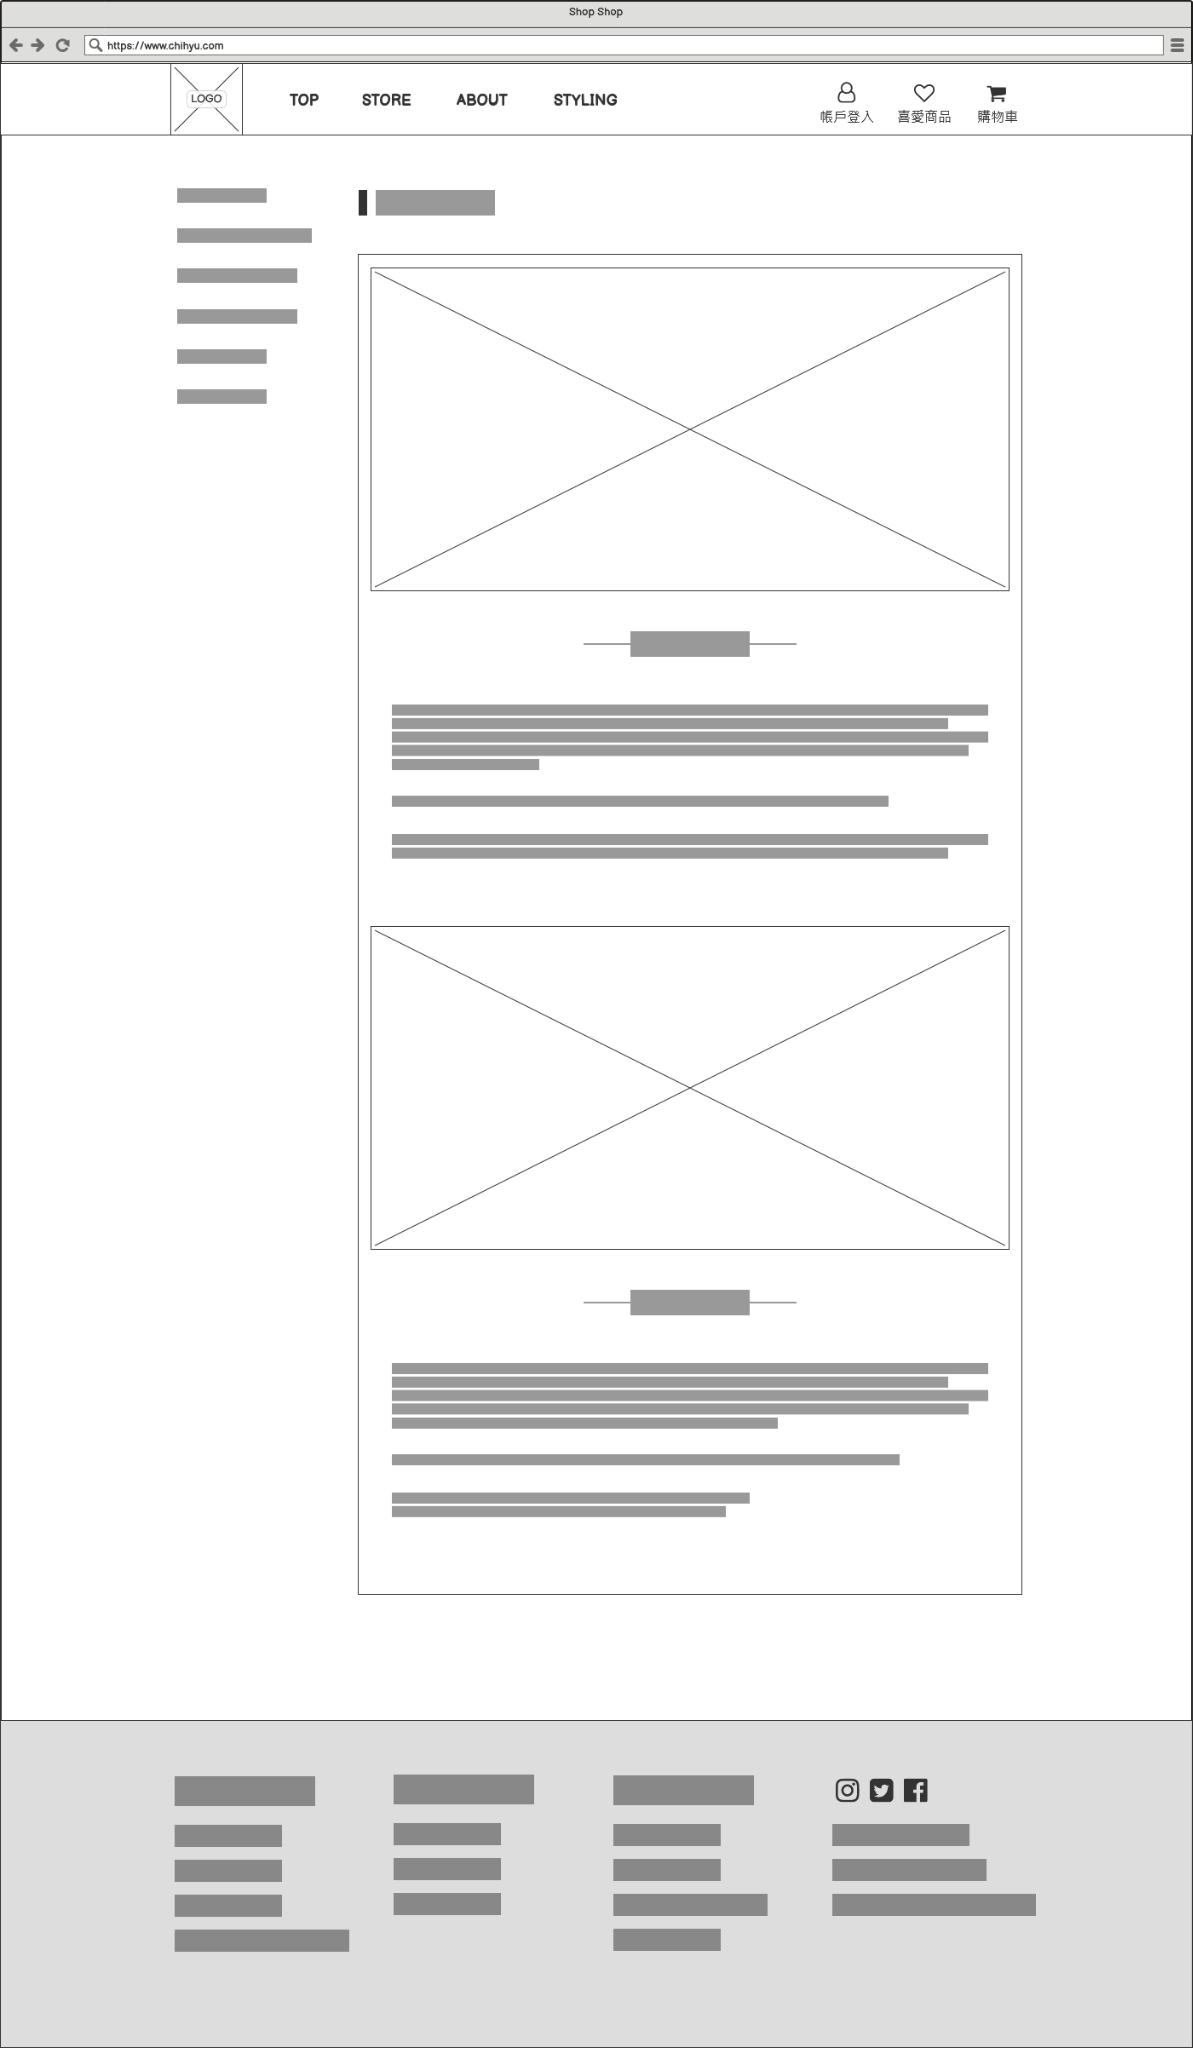 Shop Shop
https://www.chihyu.com
LOGO
TOP STORE ABOUT STYLING
帳戶登入 喜愛商品 購物車